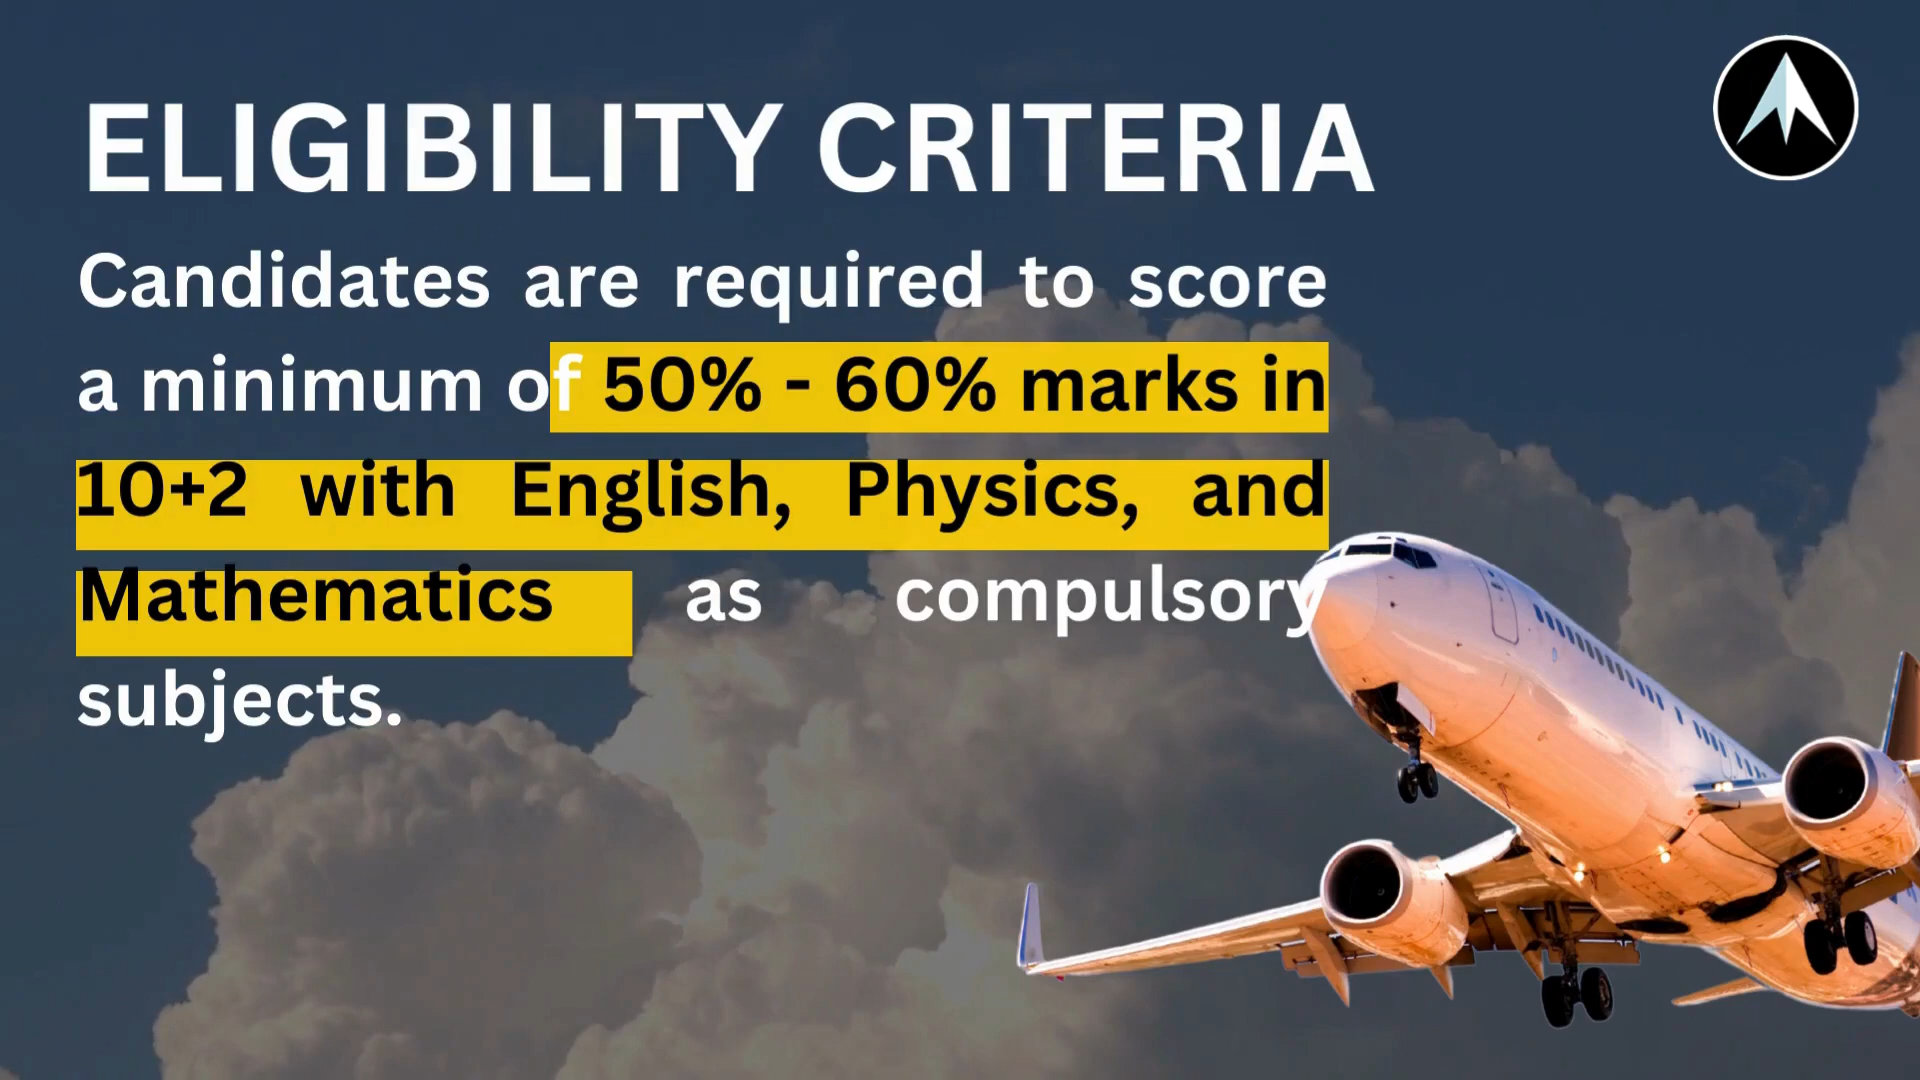 ELIGIBILITY CRITERIA
Candidates are required to score
a minimum of 50% - 60% marks in
10+2 with English, Physics, and
Mathematics as compulsory
subjects.